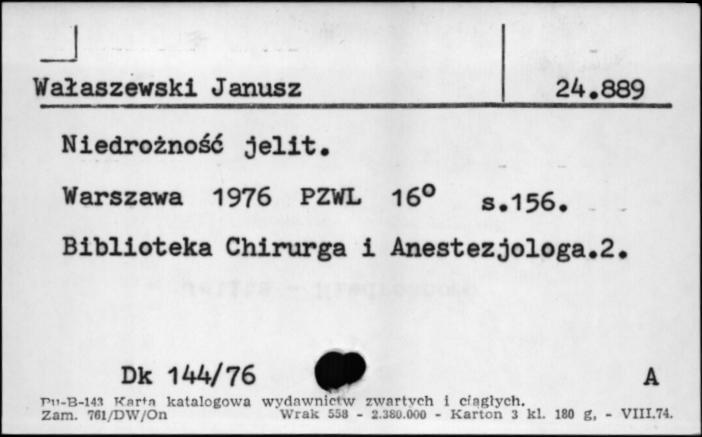 Wałaszewski Janusz 24.889
Niedrożność jelit.
Warszawa 1976 PZWL 16° s.156.
Biblioteka Chirurga i Anestezjologa.2.
Dk 144/76 A
Pu-B-143 Karta katalogowa wydawnictw zwartych i ciągłych.
Zam. 761/DW/On Wrak 558 - 2.380.000 - Karton 3 kl. 180 g, - VIII.74.